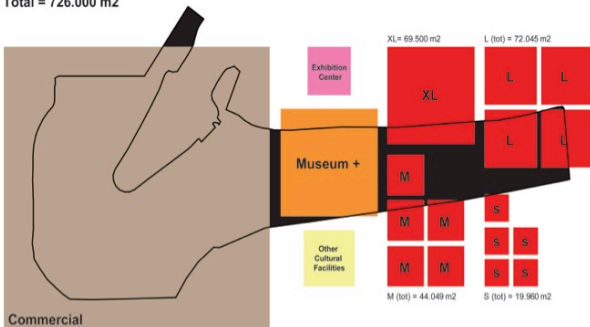 Total = 726.000 m2
XL= 69.500 m2
L (tot) = 72.045 m2
Exhibition
Center
XL
L
L
L
L
Museum +
M
M
M
M
M
S
S
S
S
S
Other
Cultural
Facilities
M (tot) = 44.049 m2
S (tot) = 19.960 m2
Commercial